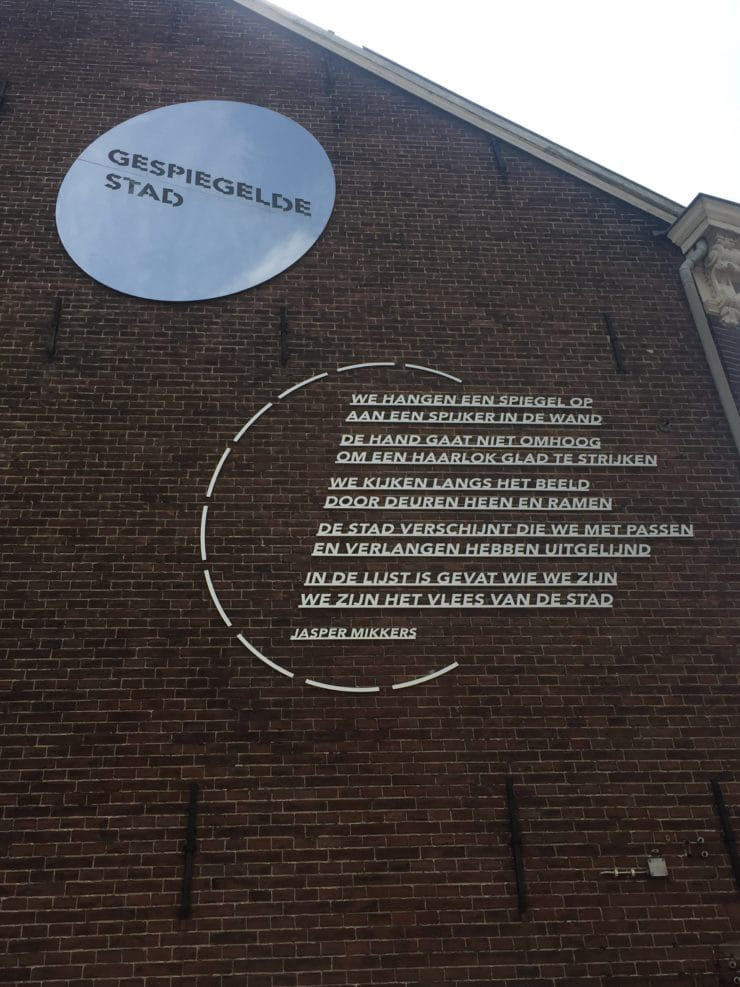 GESPIEGELDE
STAD
WE HANGEN EEN SPIEGEL OP
AAN EEN SPIJKER IN DE WAND
DE HAND GAAT NIET OMHOOG
OM EEN HAARLOK GLAD TE STRIJKEN
WE KIJKEN LANGS HET BEELD
DOOR DEUREN HEEN EN RAMEN
DE STAD VERSCHIJNT DIE WE MET PASSEN
EN VERLANGEN HEBBEN UITGELIJND
IN DE LIJST IS GEVAT WIE WE ZIJN
WE ZIJN HET VLEES VAN DE STAD
JASPER MIKKERS